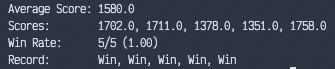 Average Score: 1580.0
Scores: 1702.0, 1711.0, 1378.0, 1351.0, 1758.0
Win Rate: 5/5 (1.00)
Record: Win, Win, Win, Win, Win